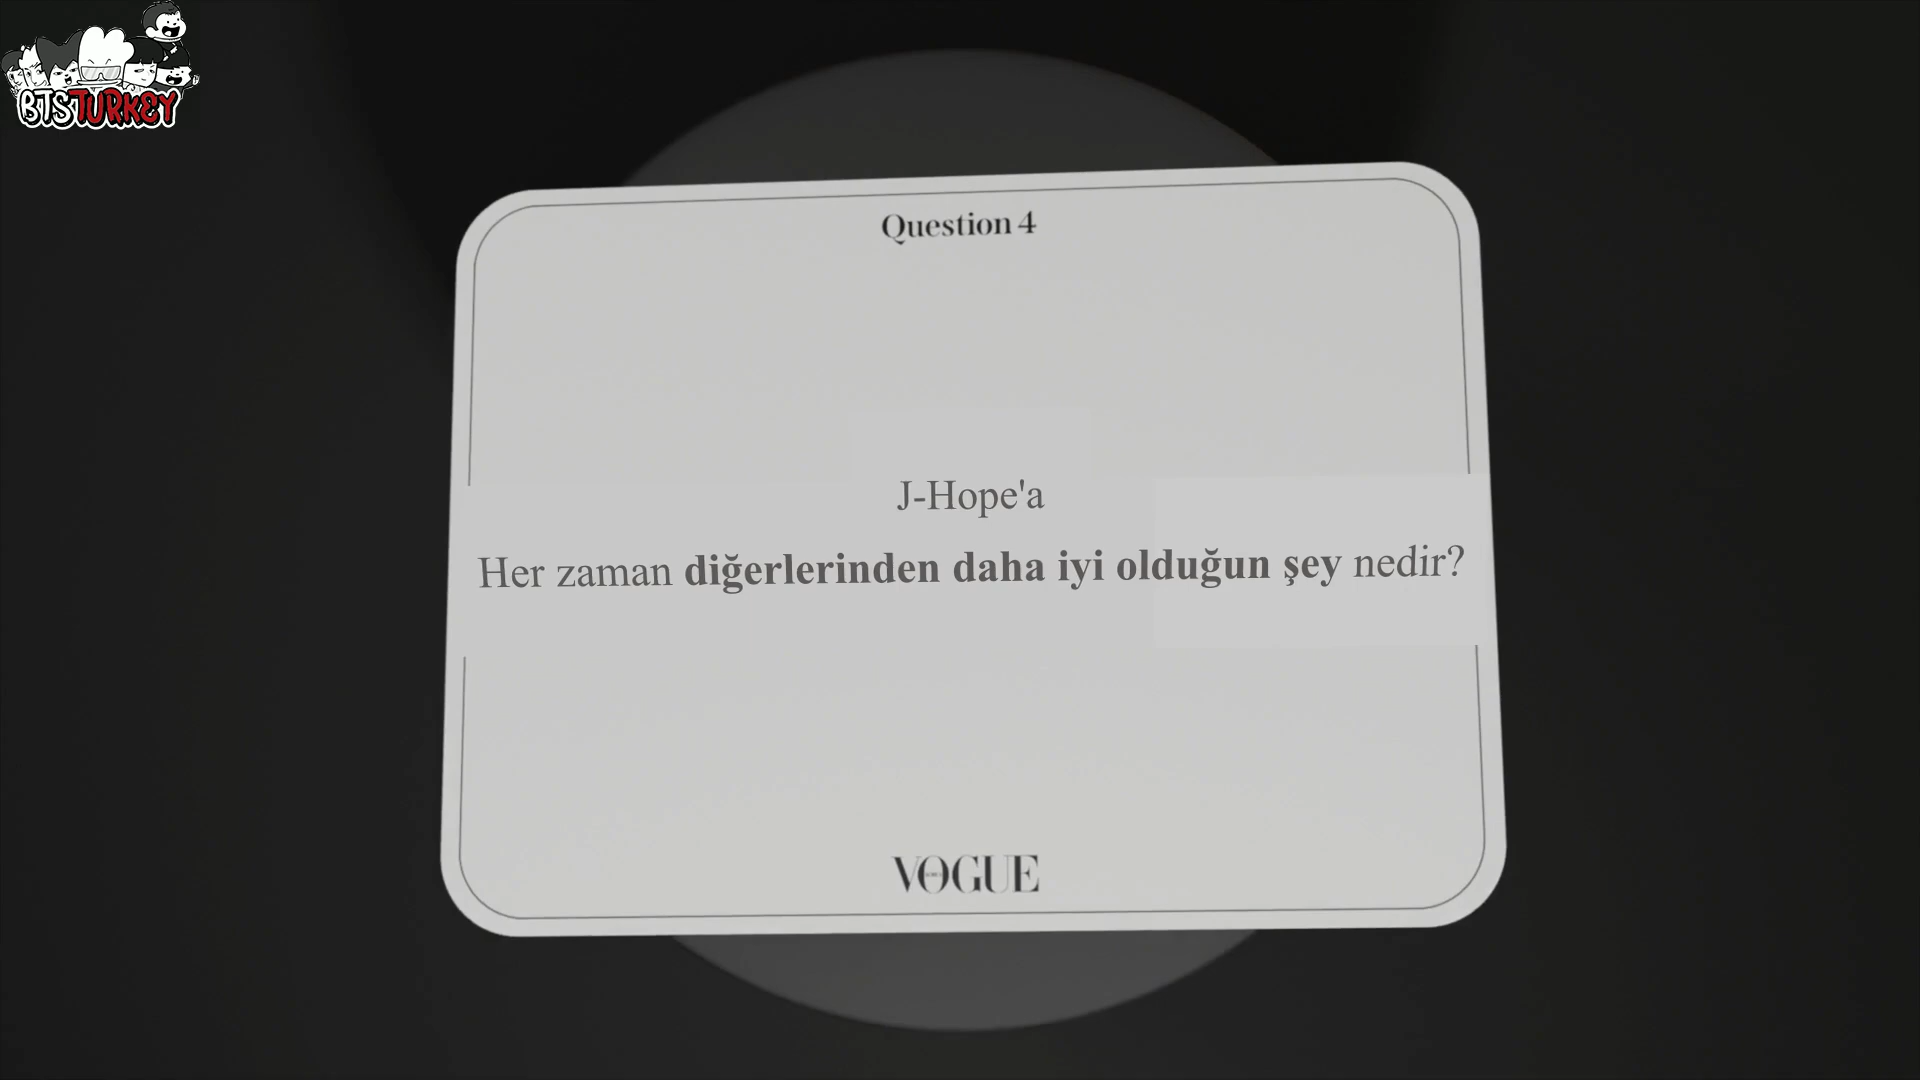 BTSTURKEY
Question 4
J-Hope'a
Her zaman diğerlerinden daha iyi olduğun şey nedir?
VOGUE